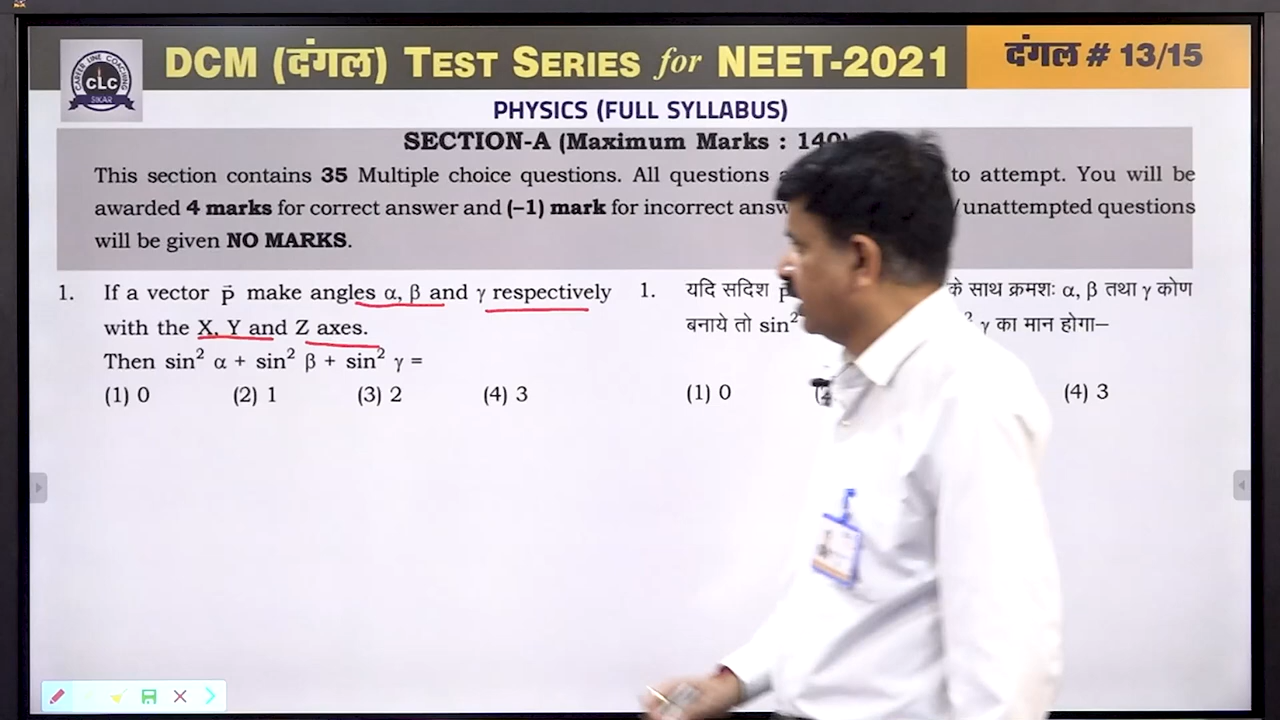 CAREER LINE COACHING
CLC
SIKAR
DCM (दंगल) TEST SERIES for NEET-2021
दंगल # 13/15
PHYSICS (FULL SYLLABUS)
SECTION-A (Maximum Marks : 140)
This section contains 35 Multiple choice questions. All questions to attempt. You will be
awarded 4 marks for correct answer and (–1) mark for incorrect answ /unattempted questions
will be given NO MARKS.
1. If a vector p⃗ make angles α, β and γ respectively
with the X, Y and Z axes.
Then sin² α + sin² β + sin² γ =
(1) 0 (2) 1 (3) 2 (4) 3
1. यदि सदिश p⃗ के साथ क्रमशः α, β तथा γ कोण
बनाये तो sin² ² γ का मान होगा–
(1) 0 (4) 3